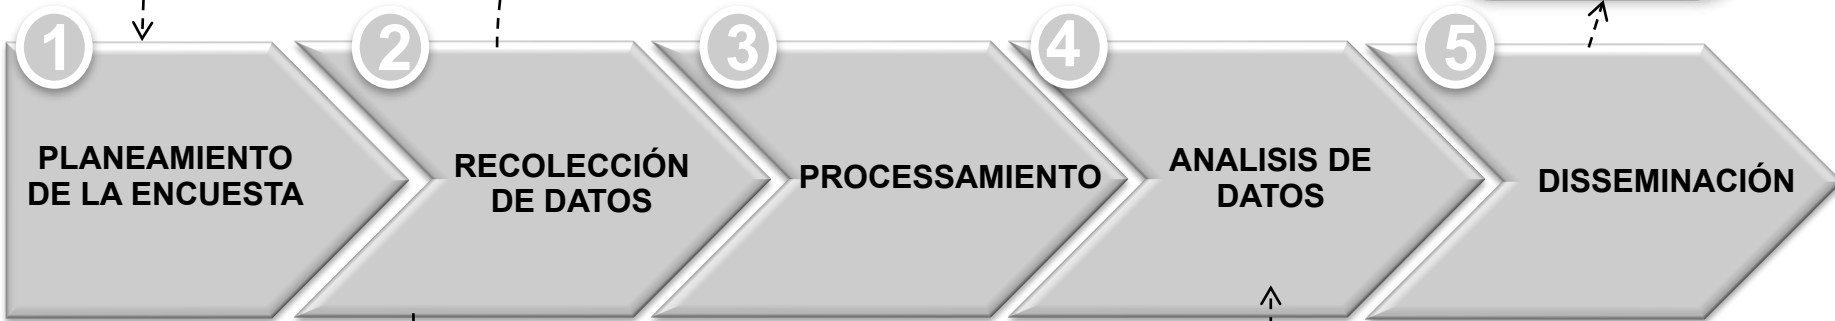 1
PLANEAMIENTO
DE LA ENCUESTA
2
RECOLECCIÓN
DE DATOS
3
PROCESSAMIENTO
4
ANALISIS DE
DATOS
5
DISSEMINACIÓN